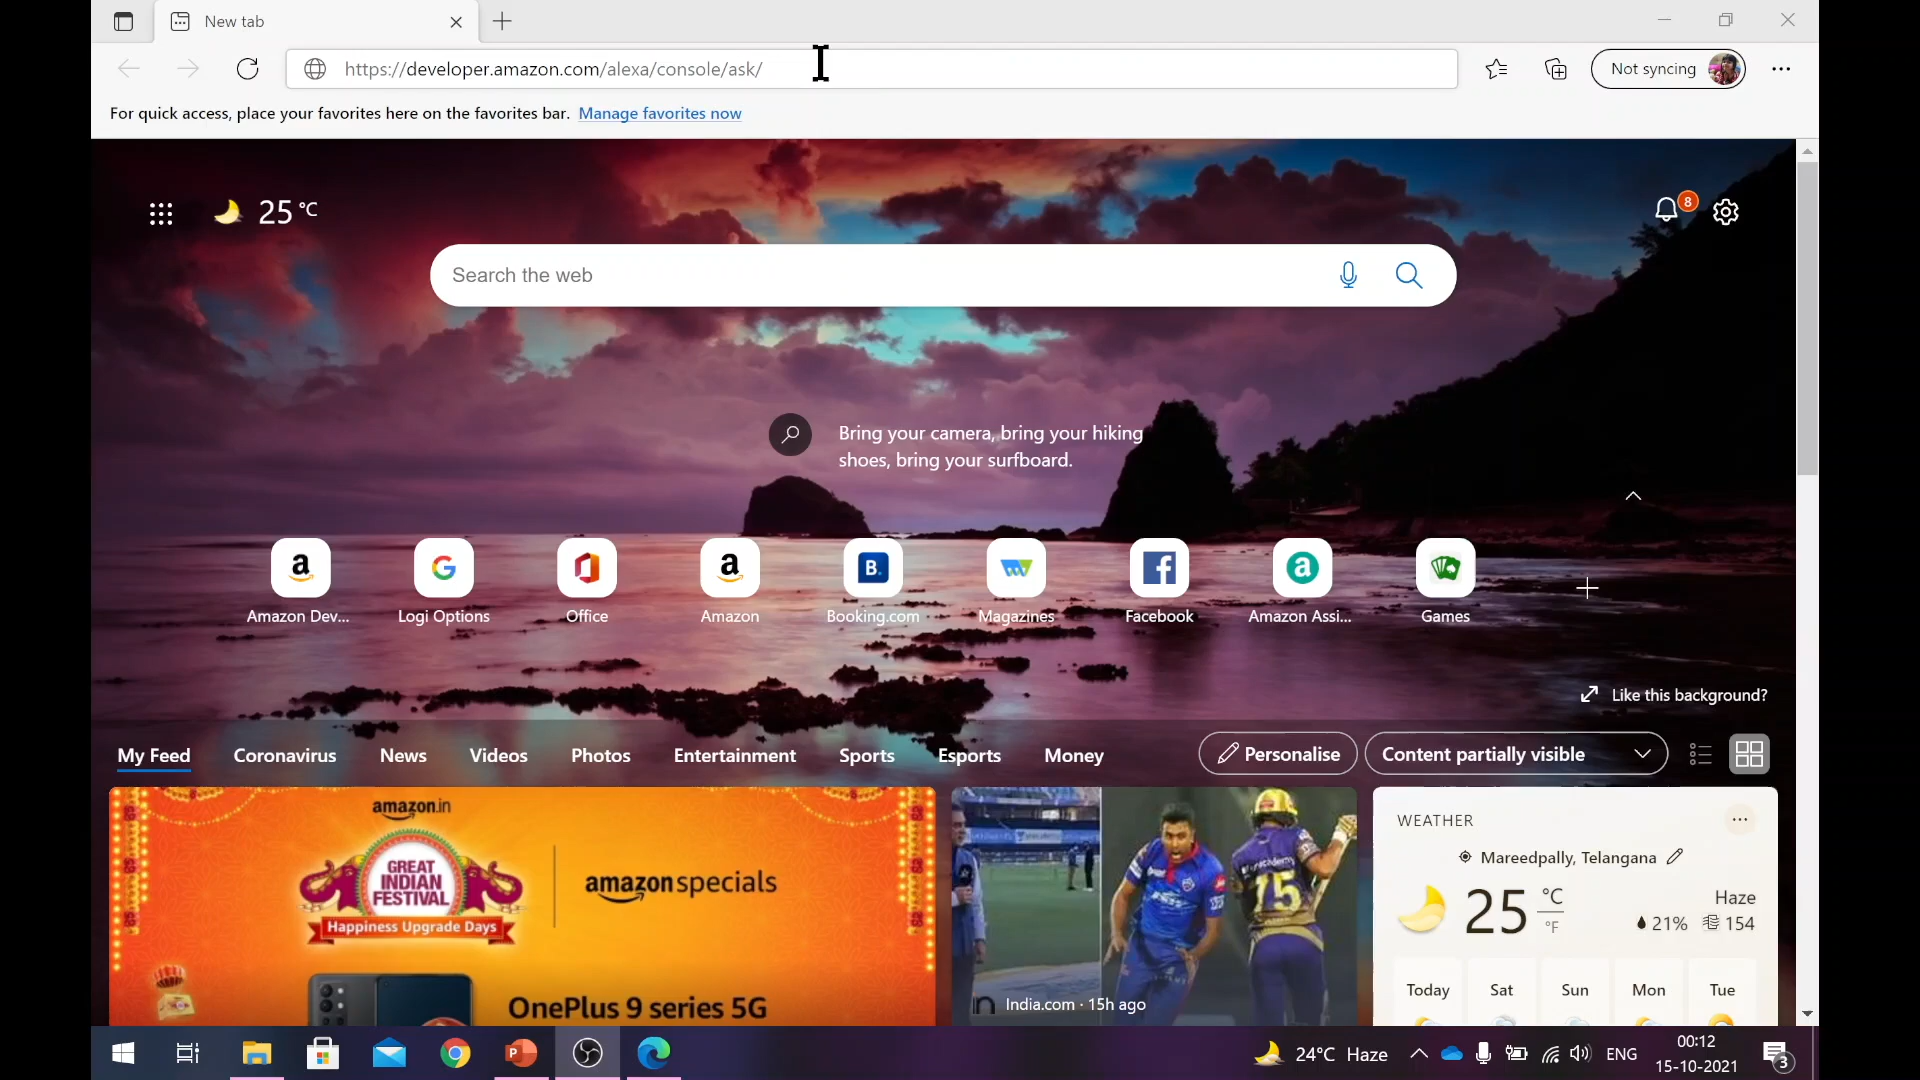 New tab
https://developer.amazon.com/alexa/console/ask/
Not syncing
For quick access, place your favorites here on the favorites bar. Manage favorites now
25 °C
8
Search the web
Bring your camera, bring your hiking
shoes, bring your surfboard.
a
G
a
B.
a
Amazon Dev...
Logi Options
Office
Amazon
Booking.com
Magazines
Facebook
Amazon Assi...
Games
Like this background?
My Feed
Coronavirus
News
Videos
Photos
Entertainment
Sports
Esports
Money
Personalise
Content partially visible
amazon.in
GREAT
INDIAN
FESTIVAL
Happiness Upgrade Days
amazon specials
OnePlus 9 series 5G
75
India.com · 15h ago
WEATHER
Mareedpally, Telangana
25 °C
°F
Haze
21% 154
Today
Sat
Sun
Mon
Tue
24°C Haze
ENG
00:12
15-10-2021
3